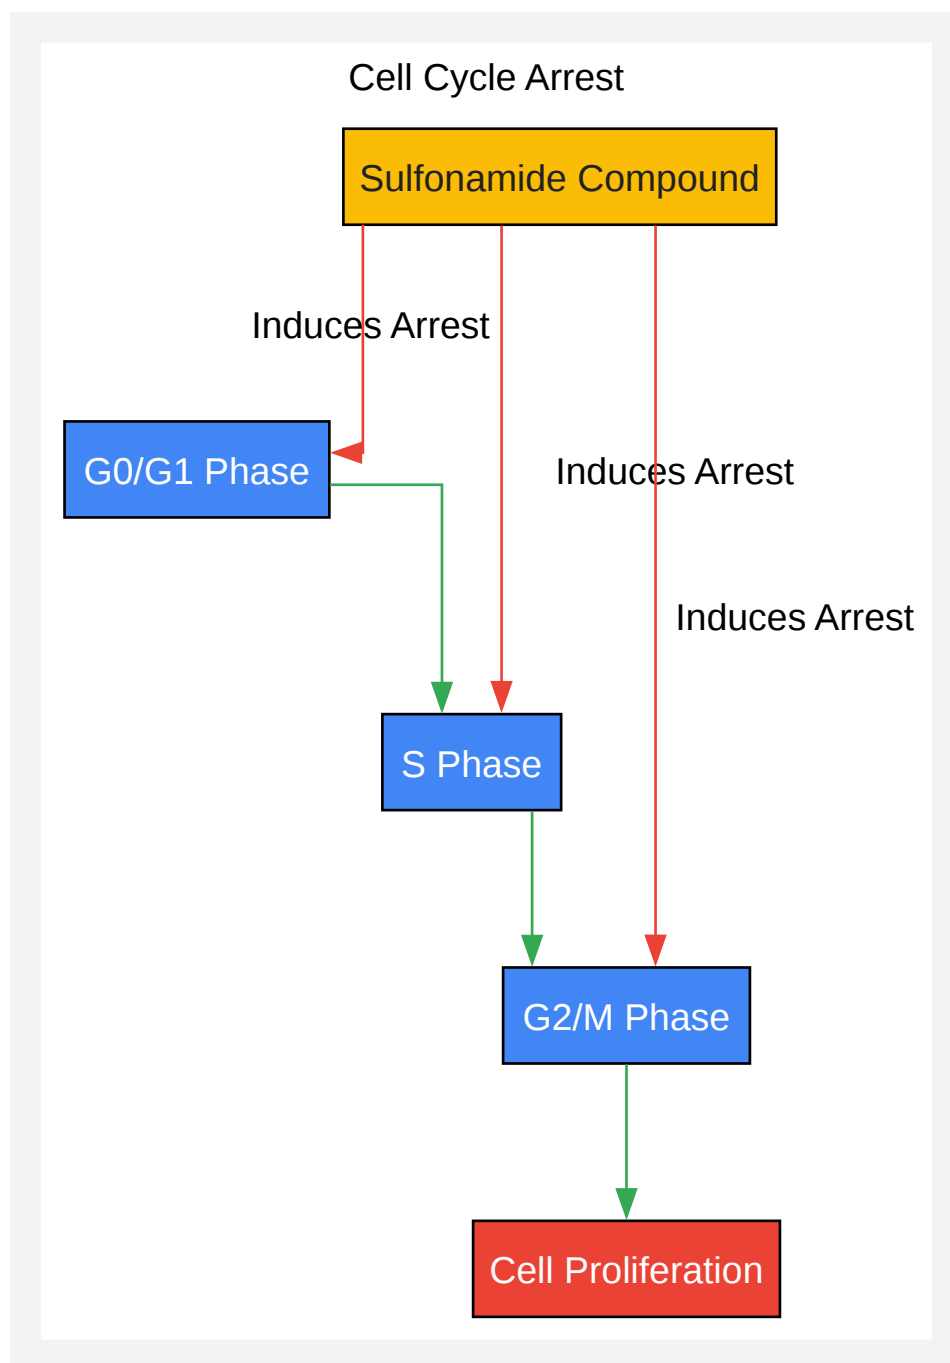 Cell Cycle Arrest
Sulfonamide Compound
Induces Arrest
G0/G1 Phase
Induces Arrest
Induces Arrest
S Phase
G2/M Phase
Cell Proliferation